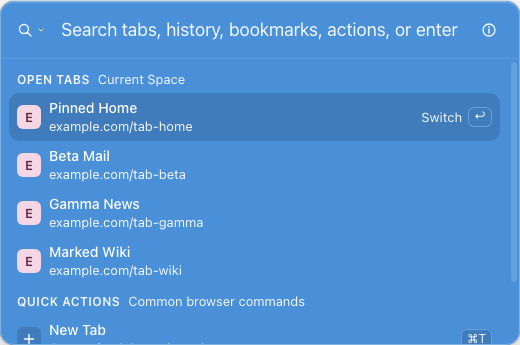 Search tabs, history, bookmarks, actions, or enter
OPEN TABS Current Space
E Pinned Home
example.com/tab-home
Switch
E Beta Mail
example.com/tab-beta
E Gamma News
example.com/tab-gamma
E Marked Wiki
example.com/tab-wiki
QUICK ACTIONS Common browser commands
New Tab
⌘T